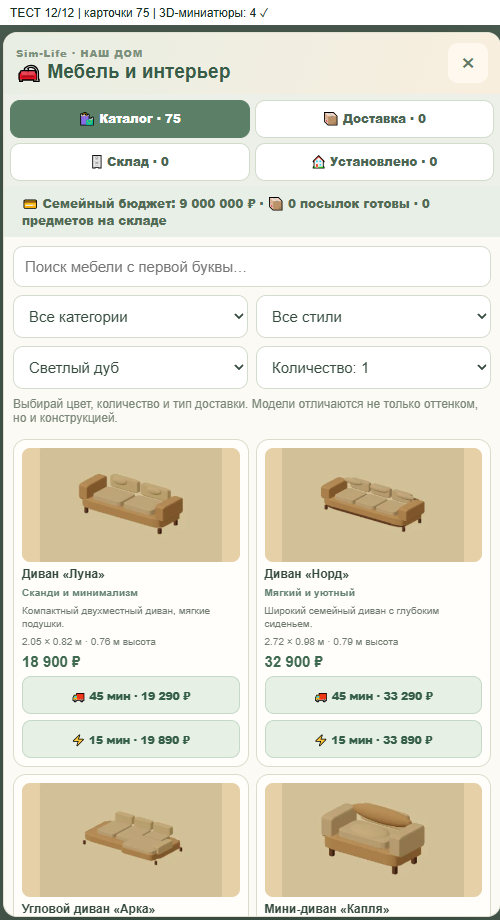 ТЕСТ 12/12 | карточки 75 | 3D-миниатюры: 4 ✓
Sim-Life · НАШ ДОМ
Мебель и интерьер
×
Каталог · 75
Доставка · 0
Склад · 0
Установлено · 0
Семейный бюджет: 9 000 000 ₽ · 📦 0 посылок готовы · 0
предметов на складе
Поиск мебели с первой буквы...
Все категории
Все стили
Светлый дуб
Количество: 1
Выбирай цвет, количество и тип доставки. Модели отличаются не только оттенком,
но и конструкцией.
Диван «Луна»
Сканди и минимализм
Компактный двухместный диван, мягкие
подушки.
2.05 × 0.82 м · 0.76 м высота
18 900 ₽
45 мин · 19 290 ₽
15 мин · 19 890 ₽
Диван «Норд»
Мягкий и уютный
Широкий семейный диван с глубоким
сиденьем.
2.72 × 0.98 м · 0.79 м высота
32 900 ₽
45 мин · 33 290 ₽
15 мин · 33 890 ₽
Угловой диван «Арка»
Мини-диван «Капля»